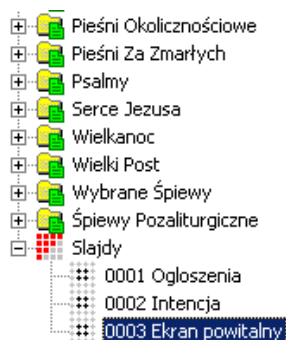 Pieśni Okolicznościowe
Pieśni Za Zmarłych
Psalmy
Serce Jezusa
Wielkanoc
Wielki Post
Wybrane Śpiewy
Śpiewy Pozaliturgiczne
Slajdy
0001 Ogloszenia
0002 Intencja
0003 Ekran powitalny